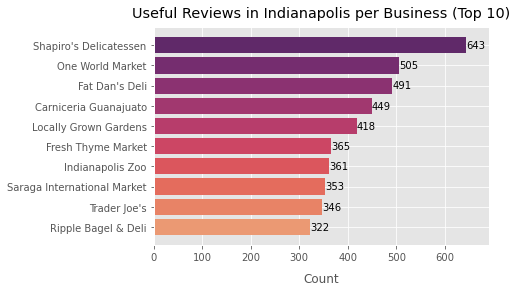 Useful Reviews in Indianapolis per Business (Top 10)
Shapiro's Delicatessen 643
One World Market 505
Fat Dan's Deli 491
Carniceria Guanajuato 449
Locally Grown Gardens 418
Fresh Thyme Market 365
Indianapolis Zoo 361
Saraga International Market 353
Trader Joe's 346
Ripple Bagel & Deli 322
0 100 200 300 400 500 600
Count